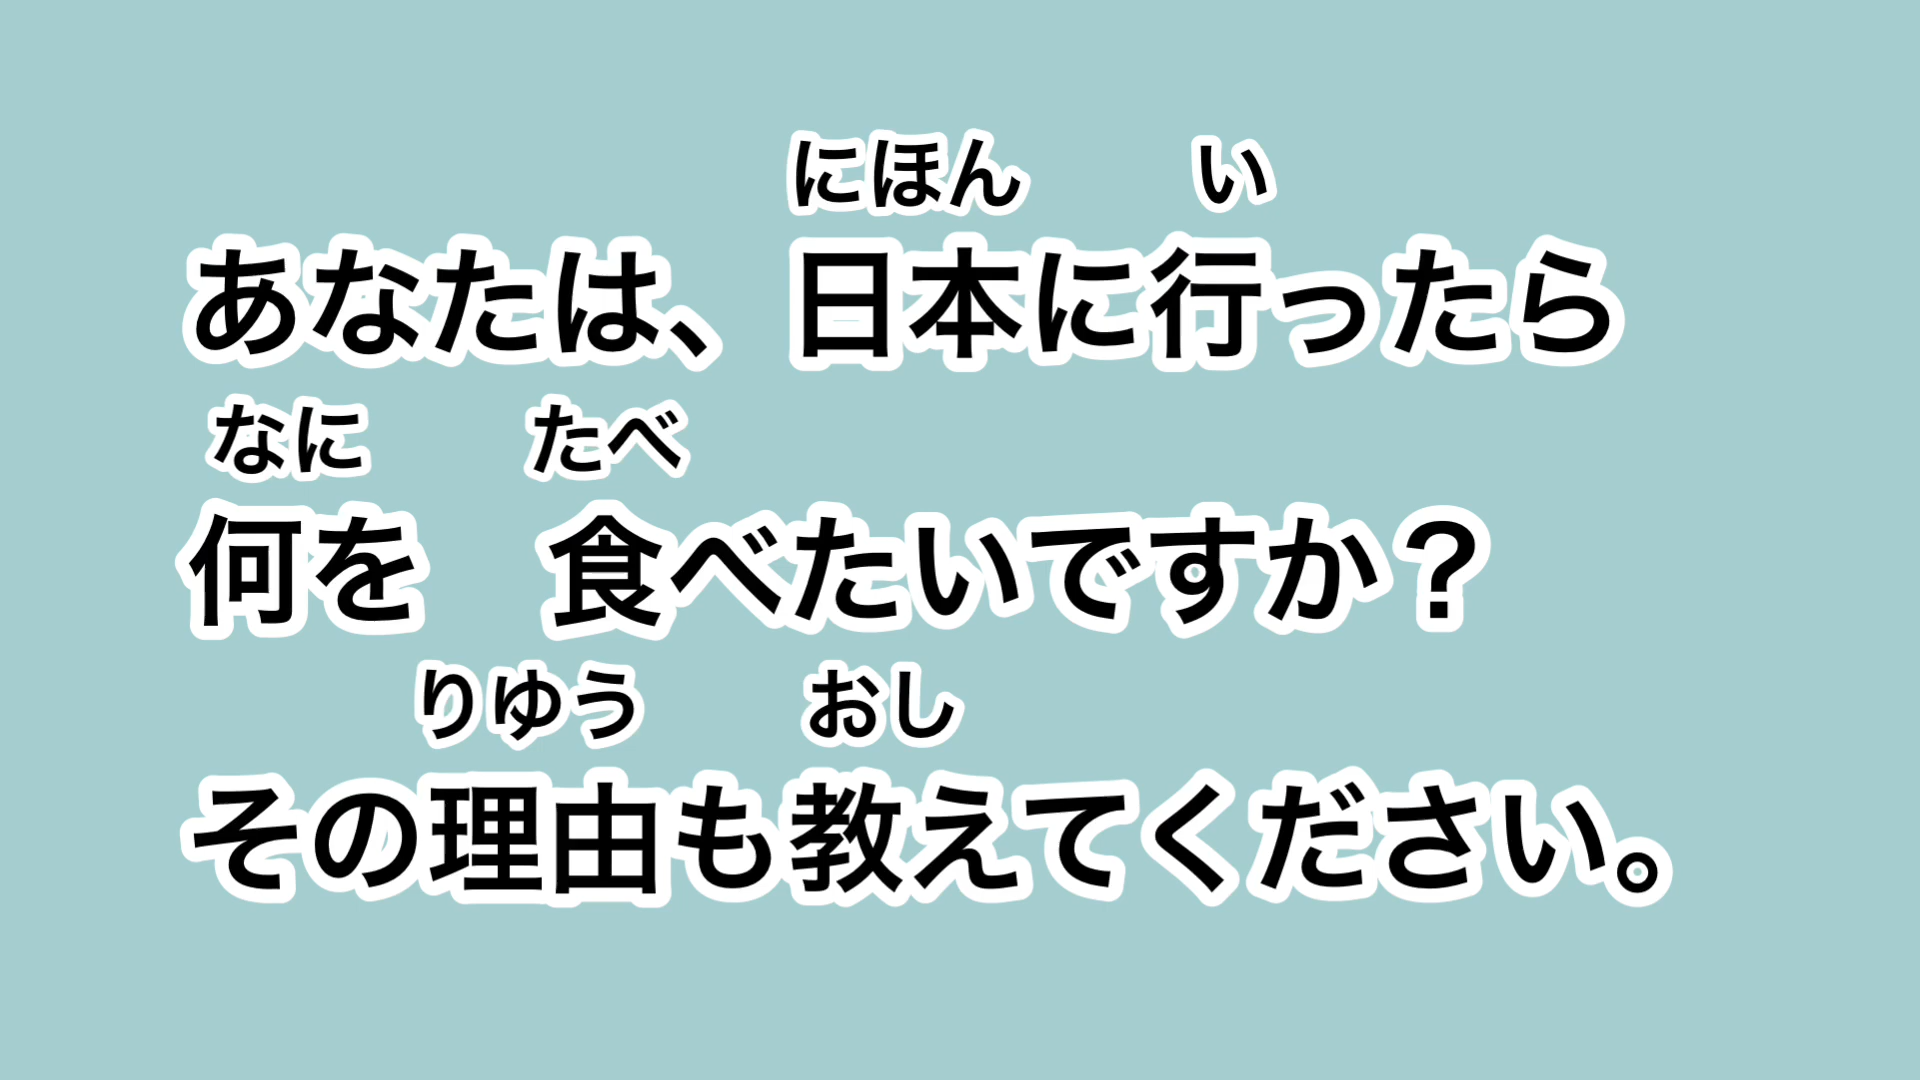 にほん い
あなたは、日本に行ったら
なに たべ
何を　食べたいですか？
りゆう おし
その理由も教えてください。